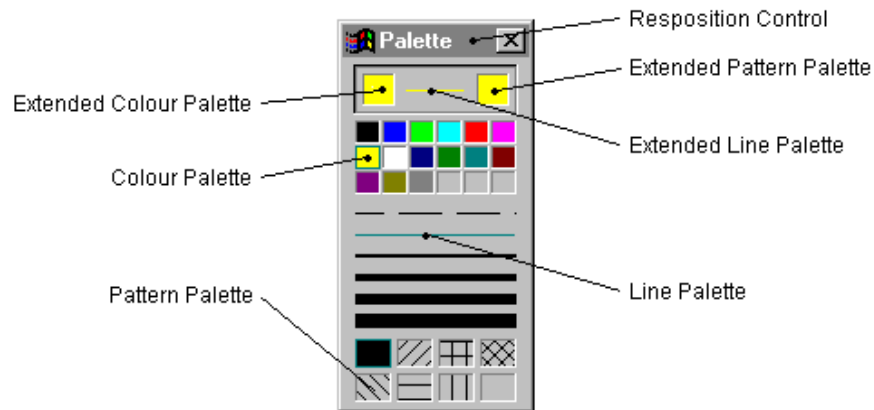 Resposition Control
Palette
Extended Pattern Palette
Extended Colour Palette
Extended Line Palette
Colour Palette
Pattern Palette
Line Palette